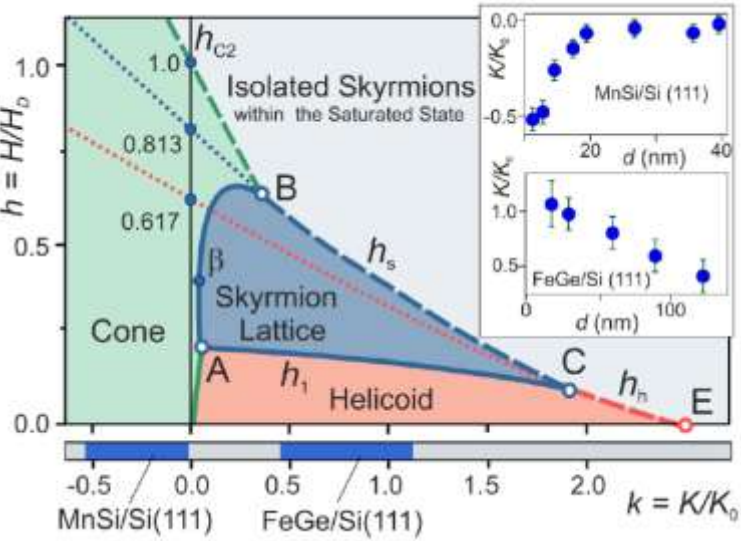 h = H/H_D
1.0
0.5
0.0
h_C2
1.0
0.813
0.617
Isolated Skyrmions
within the Saturated State
B
β
h_s
Skyrmion
Lattice
Cone
A
h_1
C
h_h
E
Helicoid
-0.5
0.0
0.5
1.0
1.5
2.0
k = K/K_0
MnSi/Si(111)
FeGe/Si(111)
K/K_0
0.0
-0.5
MnSi/Si (111)
0
20
40
d (nm)
K/K_0
1.0
0.5
FeGe/Si (111)
0
100
d (nm)